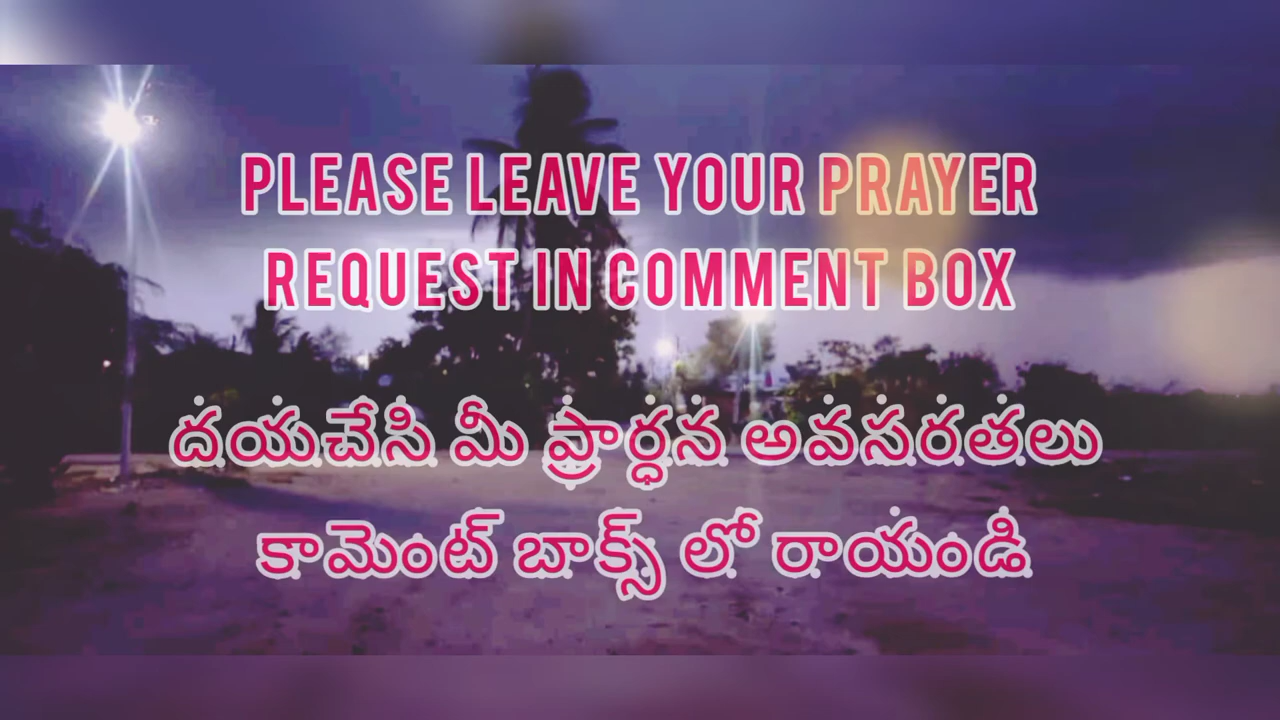 PLEASE LEAVE YOUR PRAYER
REQUEST IN COMMENT BOX
దయచేసి మీ ప్రార్ధన అవసరతలు
కామెంట్ బాక్స్ లో రాయండి